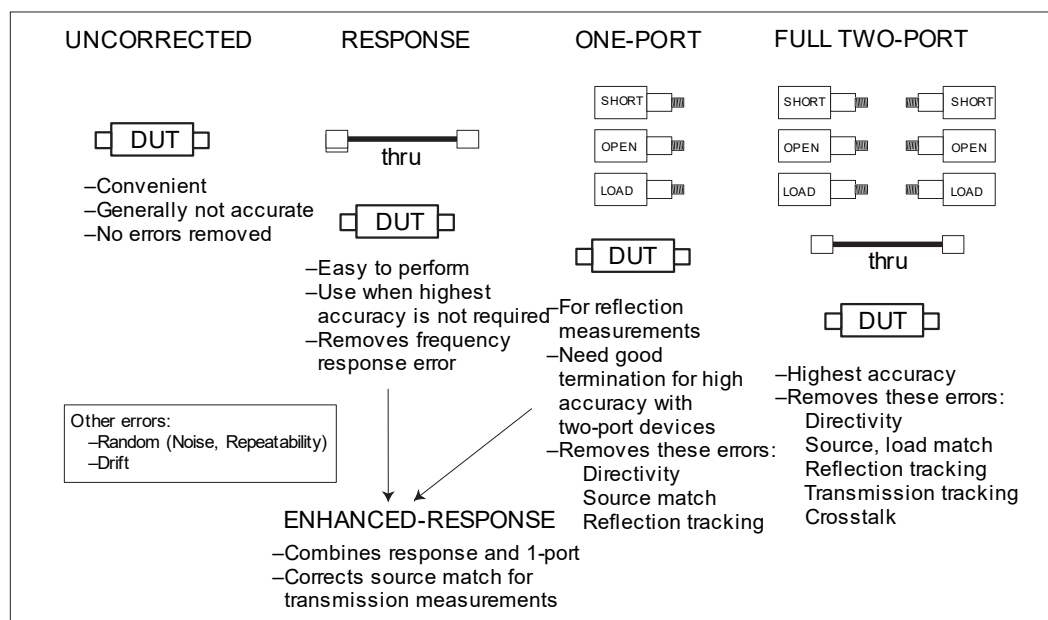 UNCORRECTED
DUT
–Convenient
–Generally not accurate
–No errors removed
RESPONSE
thru
DUT
–Easy to perform
–Use when highest
accuracy is not required
–Removes frequency
response error
ONE-PORT
SHORT
OPEN
LOAD
DUT
–For reflection
measurements
–Need good
termination for high
accuracy with
two-port devices
–Removes these errors:
Directivity
Source match
Reflection tracking
FULL TWO-PORT
SHORT
SHORT
OPEN
OPEN
LOAD
LOAD
thru
DUT
–Highest accuracy
–Removes these errors:
Directivity
Source, load match
Reflection tracking
Transmission tracking
Crosstalk
Other errors:
–Random (Noise, Repeatability)
–Drift
ENHANCED-RESPONSE
–Combines response and 1-port
–Corrects source match for
transmission measurements